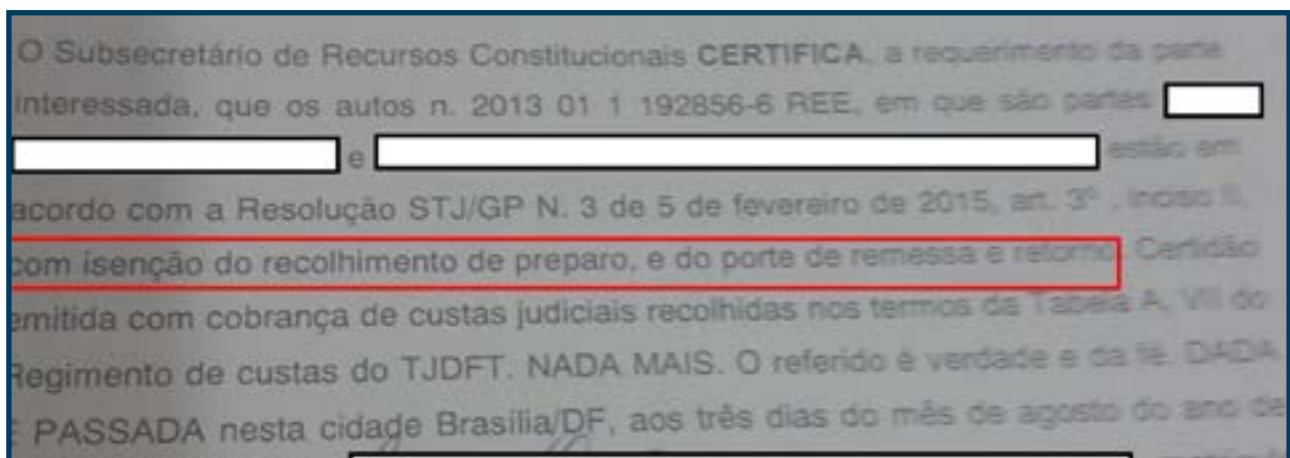 O Subsecretário de Recursos Constitucionais CERTIFICA, a requerimento da parte
interessada, que os autos n. 2013 01 1 192856-6 REE, em que são partes
e estão em
acordo com a Resolução STJ/GP N. 3 de 5 de fevereiro de 2015, art. 3º , inciso II,
com isenção do recolhimento de preparo, e do porte de remessa e retorno. Certidão
emitida com cobrança de custas judiciais recolhidas nos termos da Tabela A, VII do
Regimento de custas do TJDFT. NADA MAIS. O referido é verdade e da fé. DADA
E PASSADA nesta cidade Brasília/DF, aos três dias do mês de agosto do ano de